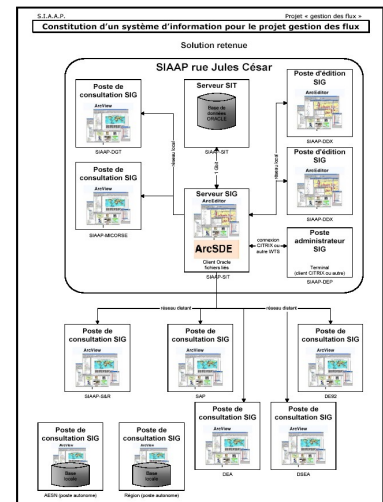 S.I.A.A.P.
Projet « gestion des flux »
Constitution d'un système d'information pour le projet gestion des flux
Solution retenue
SIAAP rue Jules César
Poste de
consultation SIG
ArcView
SIAAP-DGT
Serveur SIT
Base de
données
ORACLE
SIAAP-SIT
Poste d'édition
SIG
ArcEditor
SIAAP-DDX
réseau local
1 Gbit
réseau local
Poste de
consultation SIG
ArcView
SIAAP-MICORSE
Serveur SIG
ArcEditor
ArcSDE
Client Oracle
fichiers liés
SIAAP-SIT
Poste d'édition
SIG
ArcEditor
SIAAP-DDX
connexion
CITRIX ou
autre WTS
Poste
administrateur
SIG
Terminal
(client CITRIX ou autre)
SIAAP-DEP
réseau distant
réseau distant
Poste de
consultation SIG
ArcView
SIAAP-S&R
Poste de
consultation SIG
ArcView
SAP
Poste de
consultation SIG
ArcView
DE92
Poste de
consultation SIG
ArcView
Base
locale
AESN (poste autonome)
Poste de
consultation SIG
ArcView
Base
locale
Région (poste autonome)
Poste de
consultation SIG
ArcView
DEA
Poste de
consultation SIG
ArcView
DSEA